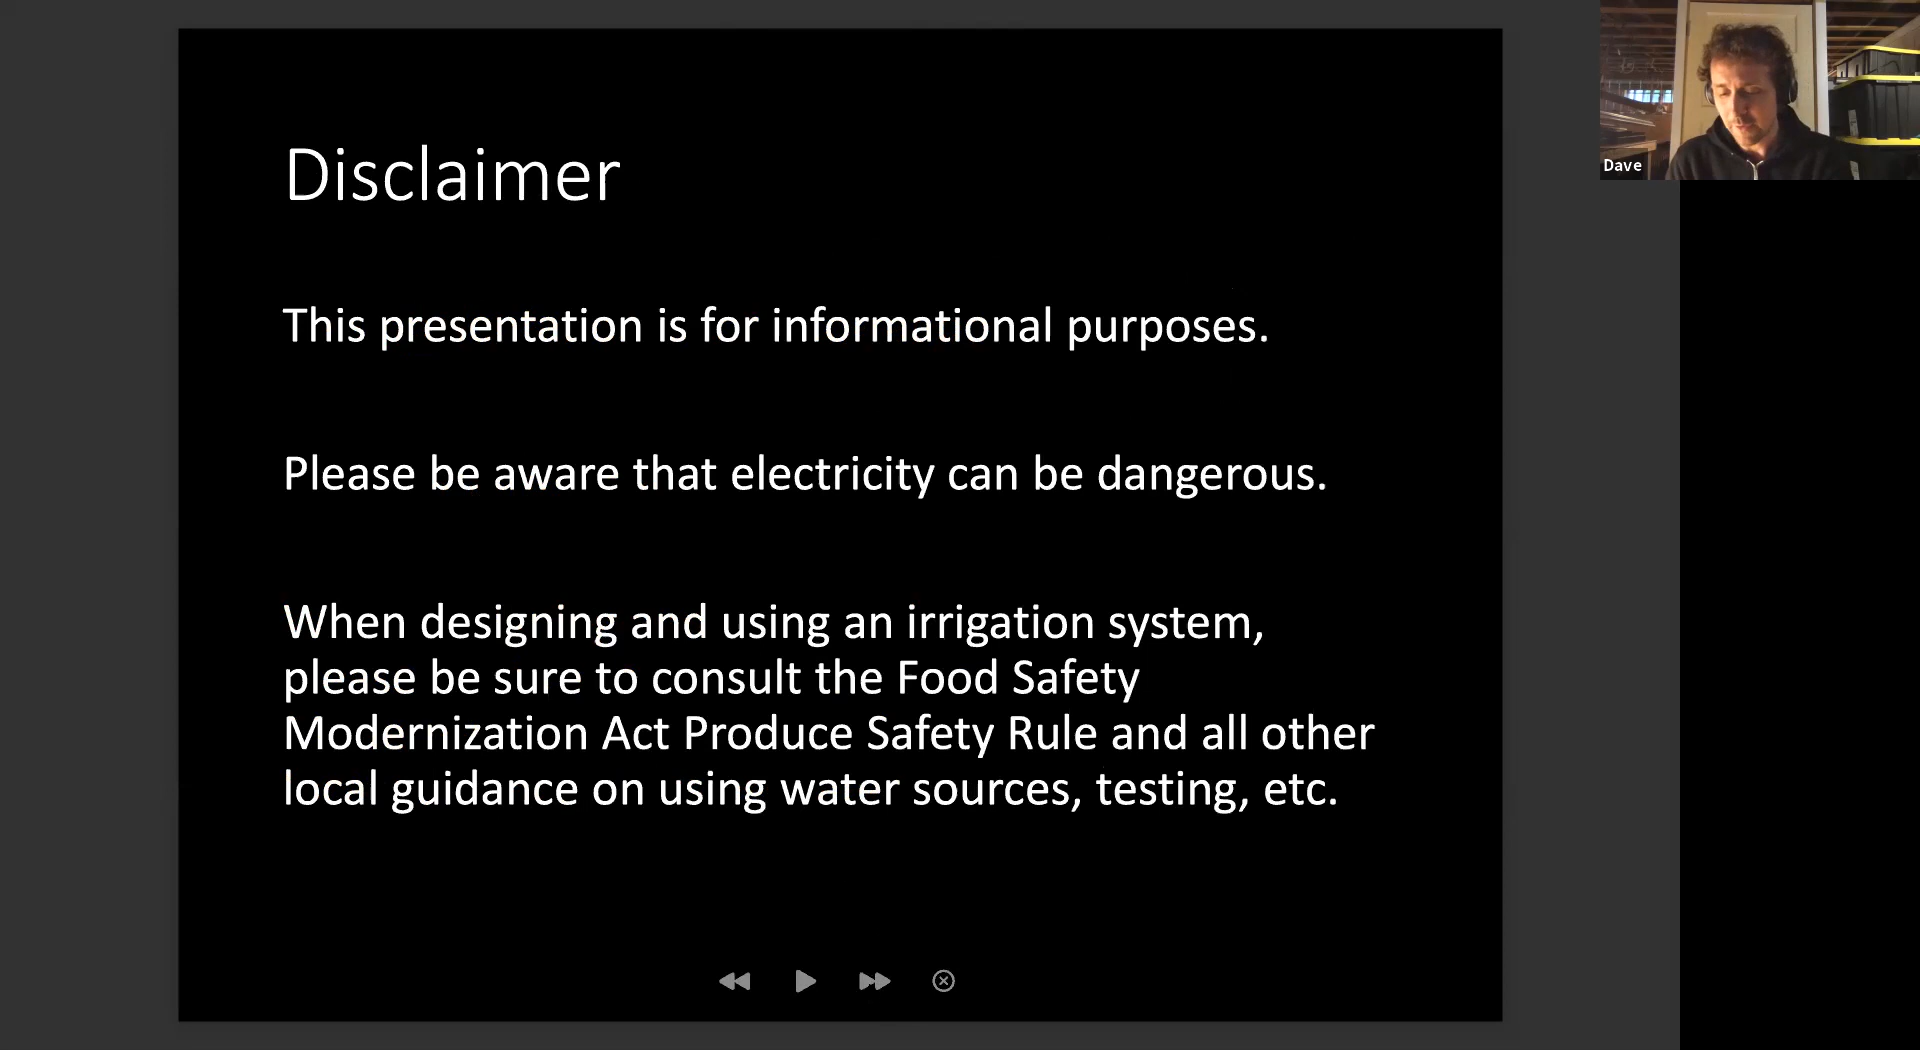 Disclaimer
This presentation is for informational purposes.
Please be aware that electricity can be dangerous.
When designing and using an irrigation system,
please be sure to consult the Food Safety
Modernization Act Produce Safety Rule and all other
local guidance on using water sources, testing, etc.
Dave